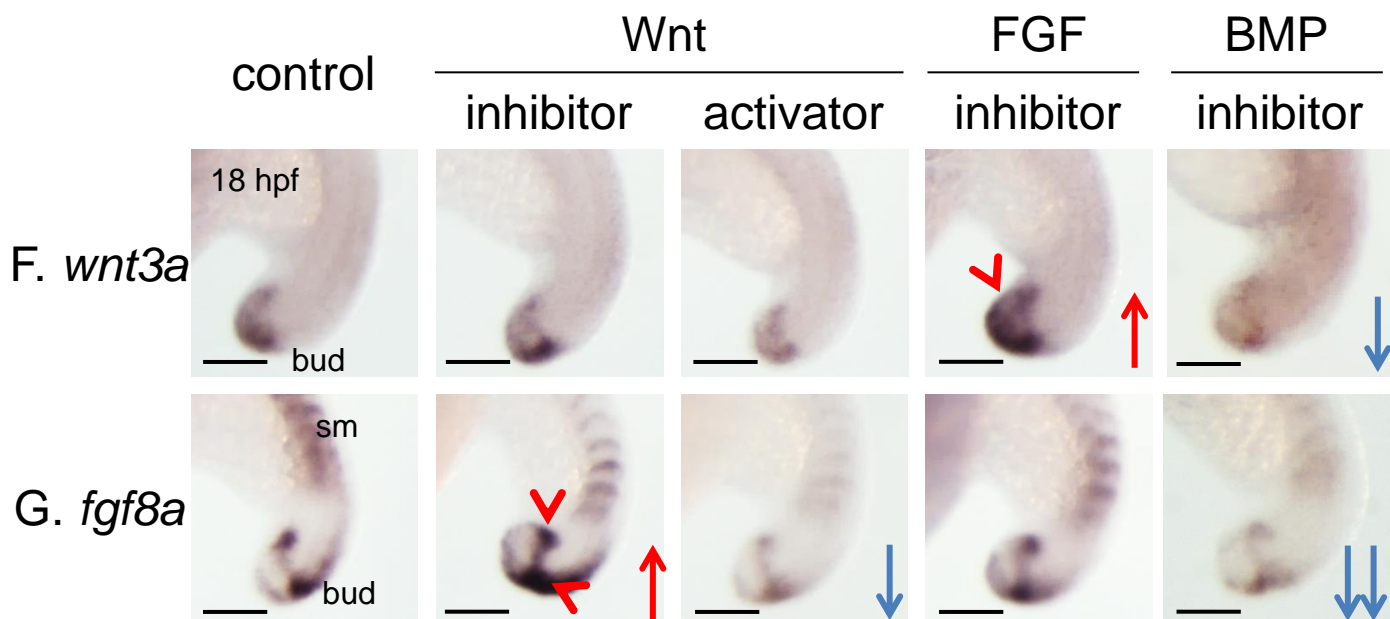 Wnt FGF BMP
control
inhibitor activator inhibitor inhibitor
18 hpf
F. wnt3a
bud
sm
G. fgf8a
bud